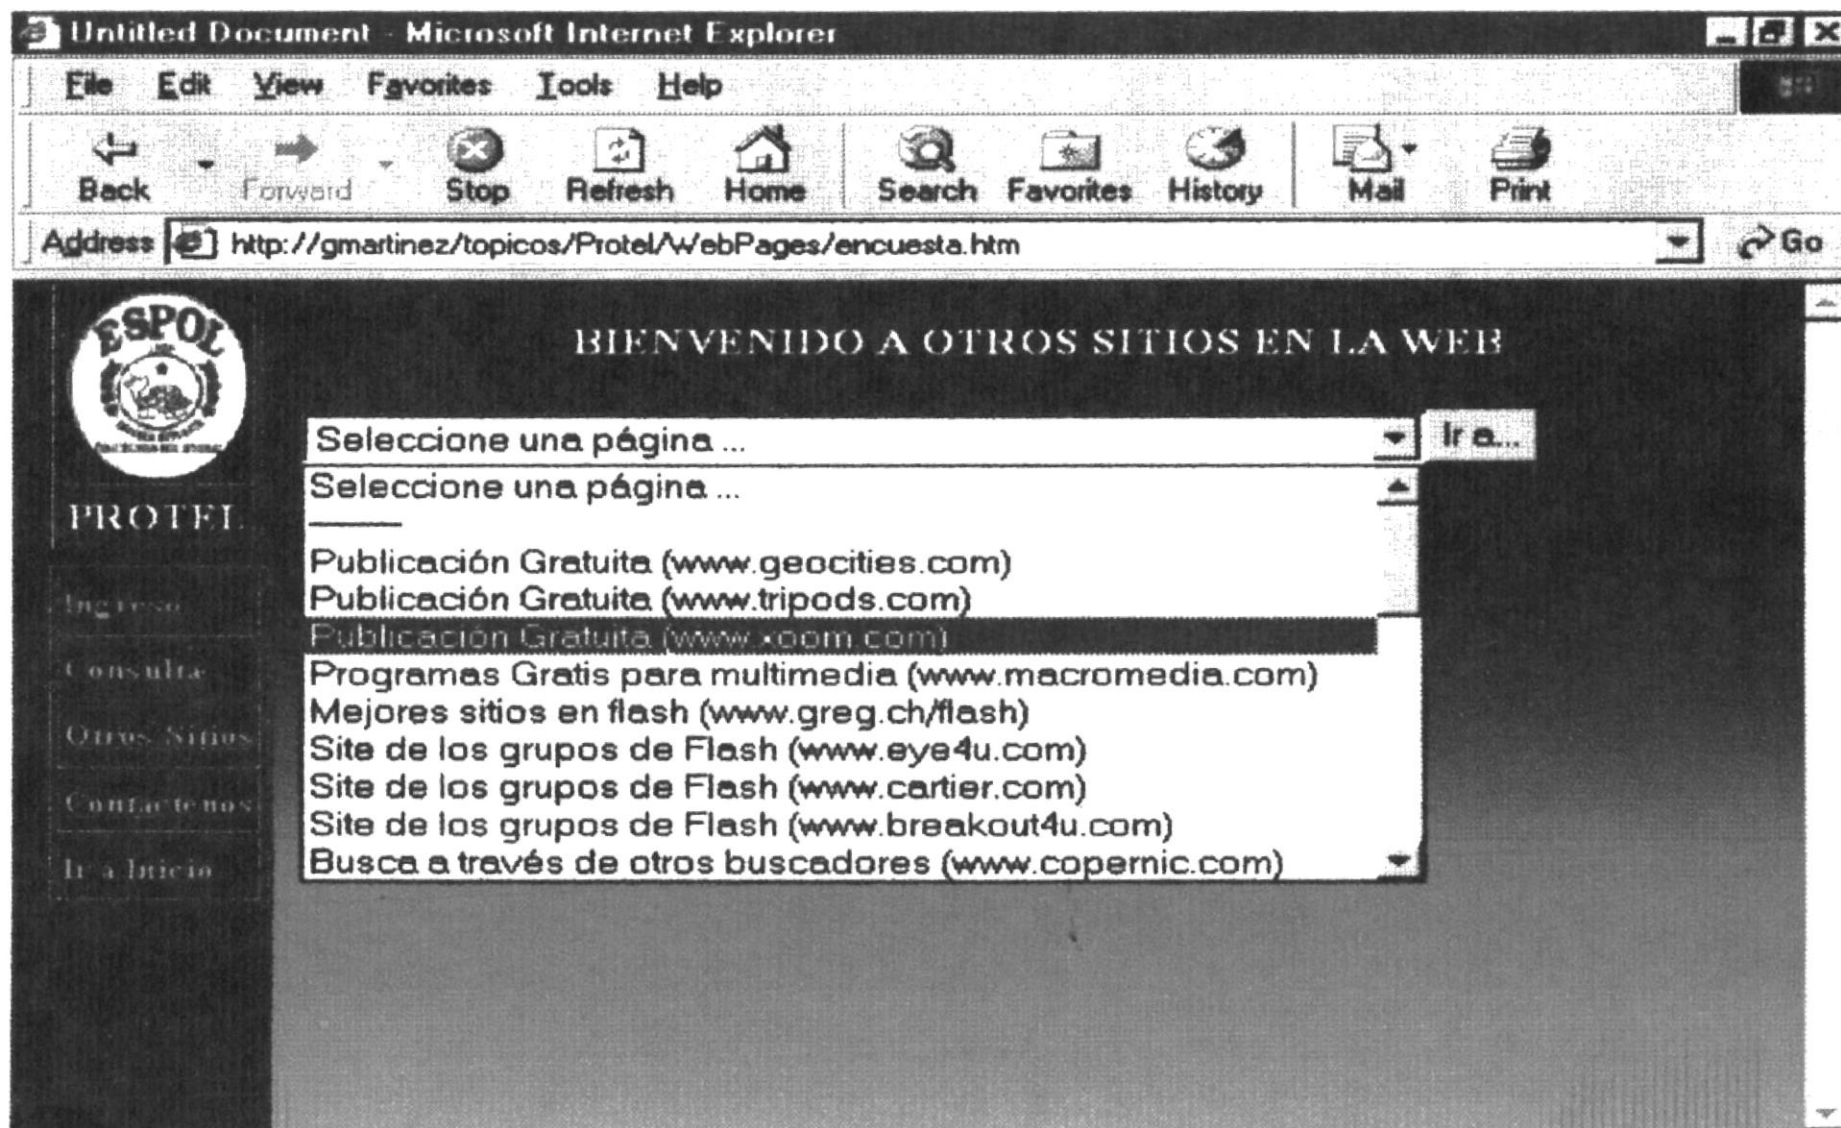 Untitled Document - Microsoft Internet Explorer
File Edit View Favorites Tools Help
Back Forward Stop Refresh Home Search Favorites History Mail Print
Address http://gmartinez/topicos/Protel/WebPages/encuesta.htm Go
ESPOL
BIENVENIDO A OTROS SITIOS EN LA WEB
Seleccione una página ... Ir a...
Seleccione una página ...
Publicación Gratuita (www.geocities.com)
Publicación Gratuita (www.tripods.com)
Publicación Gratuita (www.xoom.com)
Programas Gratis para multimedia (www.macromedia.com)
Mejores sitios en flash (www.greg.ch/flash)
Site de los grupos de Flash (www.eye4u.com)
Site de los grupos de Flash (www.cartier.com)
Site de los grupos de Flash (www.breakout4u.com)
Busca a través de otros buscadores (www.copernic.com)
PROTEL
Ingreso
Consulta
Otros Sitios
Contactenos
Ir a Inicio